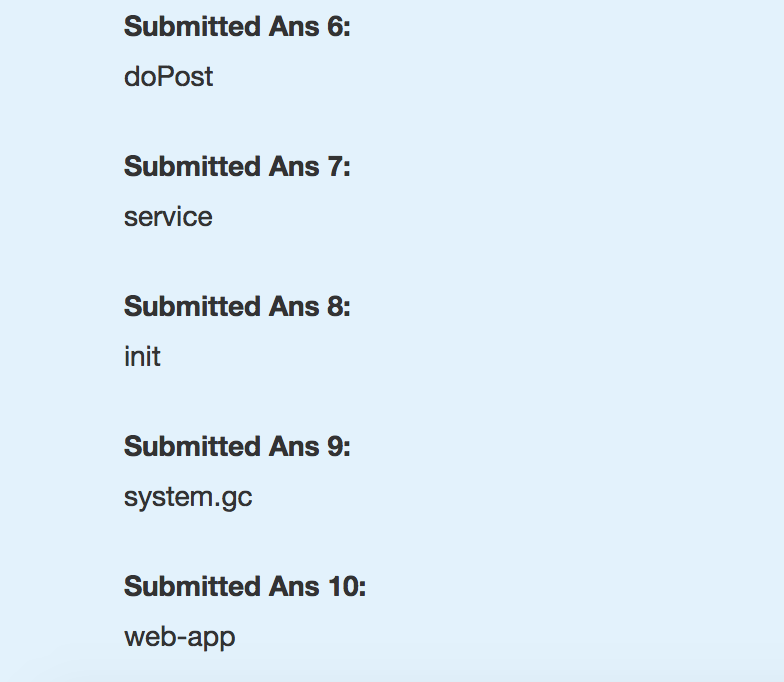 Submitted Ans 6:
doPost
Submitted Ans 7:
service
Submitted Ans 8:
init
Submitted Ans 9:
system.gc
Submitted Ans 10:
web-app